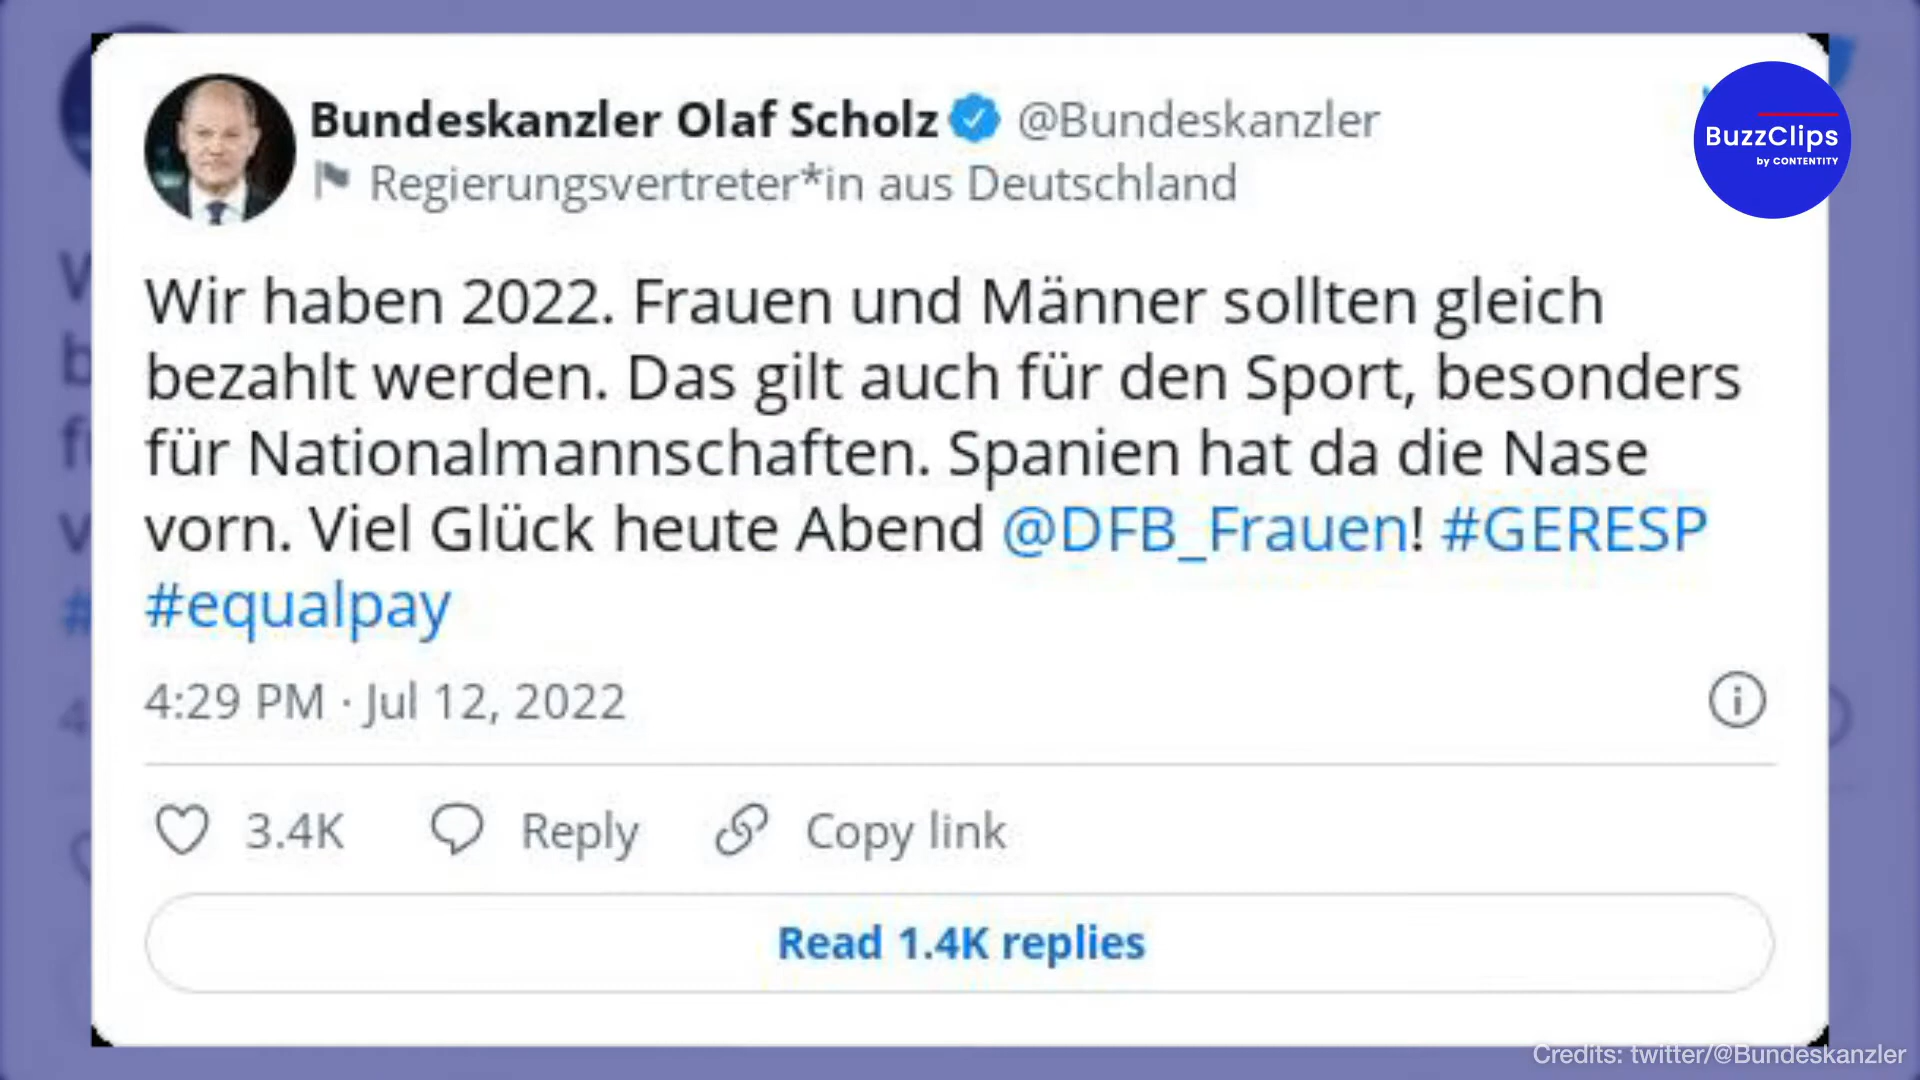 Bundeskanzler Olaf Scholz @Bundeskanzler
Regierungsvertreter*in aus Deutschland
BuzzClips
by CONTENTITY
Wir haben 2022. Frauen und Männer sollten gleich
bezahlt werden. Das gilt auch für den Sport, besonders
für Nationalmannschaften. Spanien hat da die Nase
vorn. Viel Glück heute Abend @DFB_Frauen! #GERESP
#equalpay
4:29 PM · Jul 12, 2022
3.4K Reply Copy link
Read 1.4K replies
Credits: twitter/@Bundeskanzler